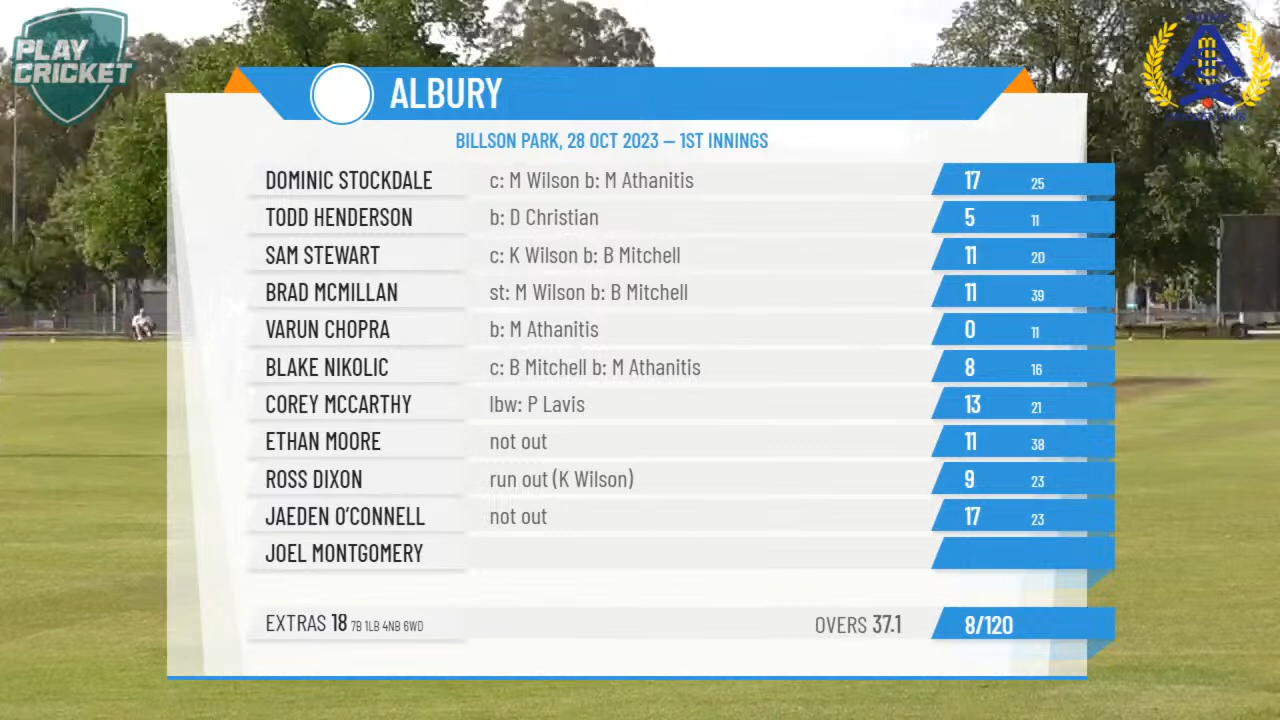 PLAY
CRICKET
ALBURY
BILLSON PARK, 28 OCT 2023 – 1ST INNINGS
DOMINIC STOCKDALE c: M Wilson b: M Athanitis 17 25
TODD HENDERSON b: D Christian 5 11
SAM STEWART c: K Wilson b: B Mitchell 11 20
BRAD MCMILLAN st: M Wilson b: B Mitchell 11 39
VARUN CHOPRA b: M Athanitis 0 11
BLAKE NIKOLIC c: B Mitchell b: M Athanitis 8 16
COREY MCCARTHY lbw: P Lavis 13 21
ETHAN MOORE not out 11 38
ROSS DIXON run out (K Wilson) 9 23
JAEDEN O'CONNELL not out 17 23
JOEL MONTGOMERY
EXTRAS 18 7B 1LB 4NB 6WD OVERS 37.1 8/120